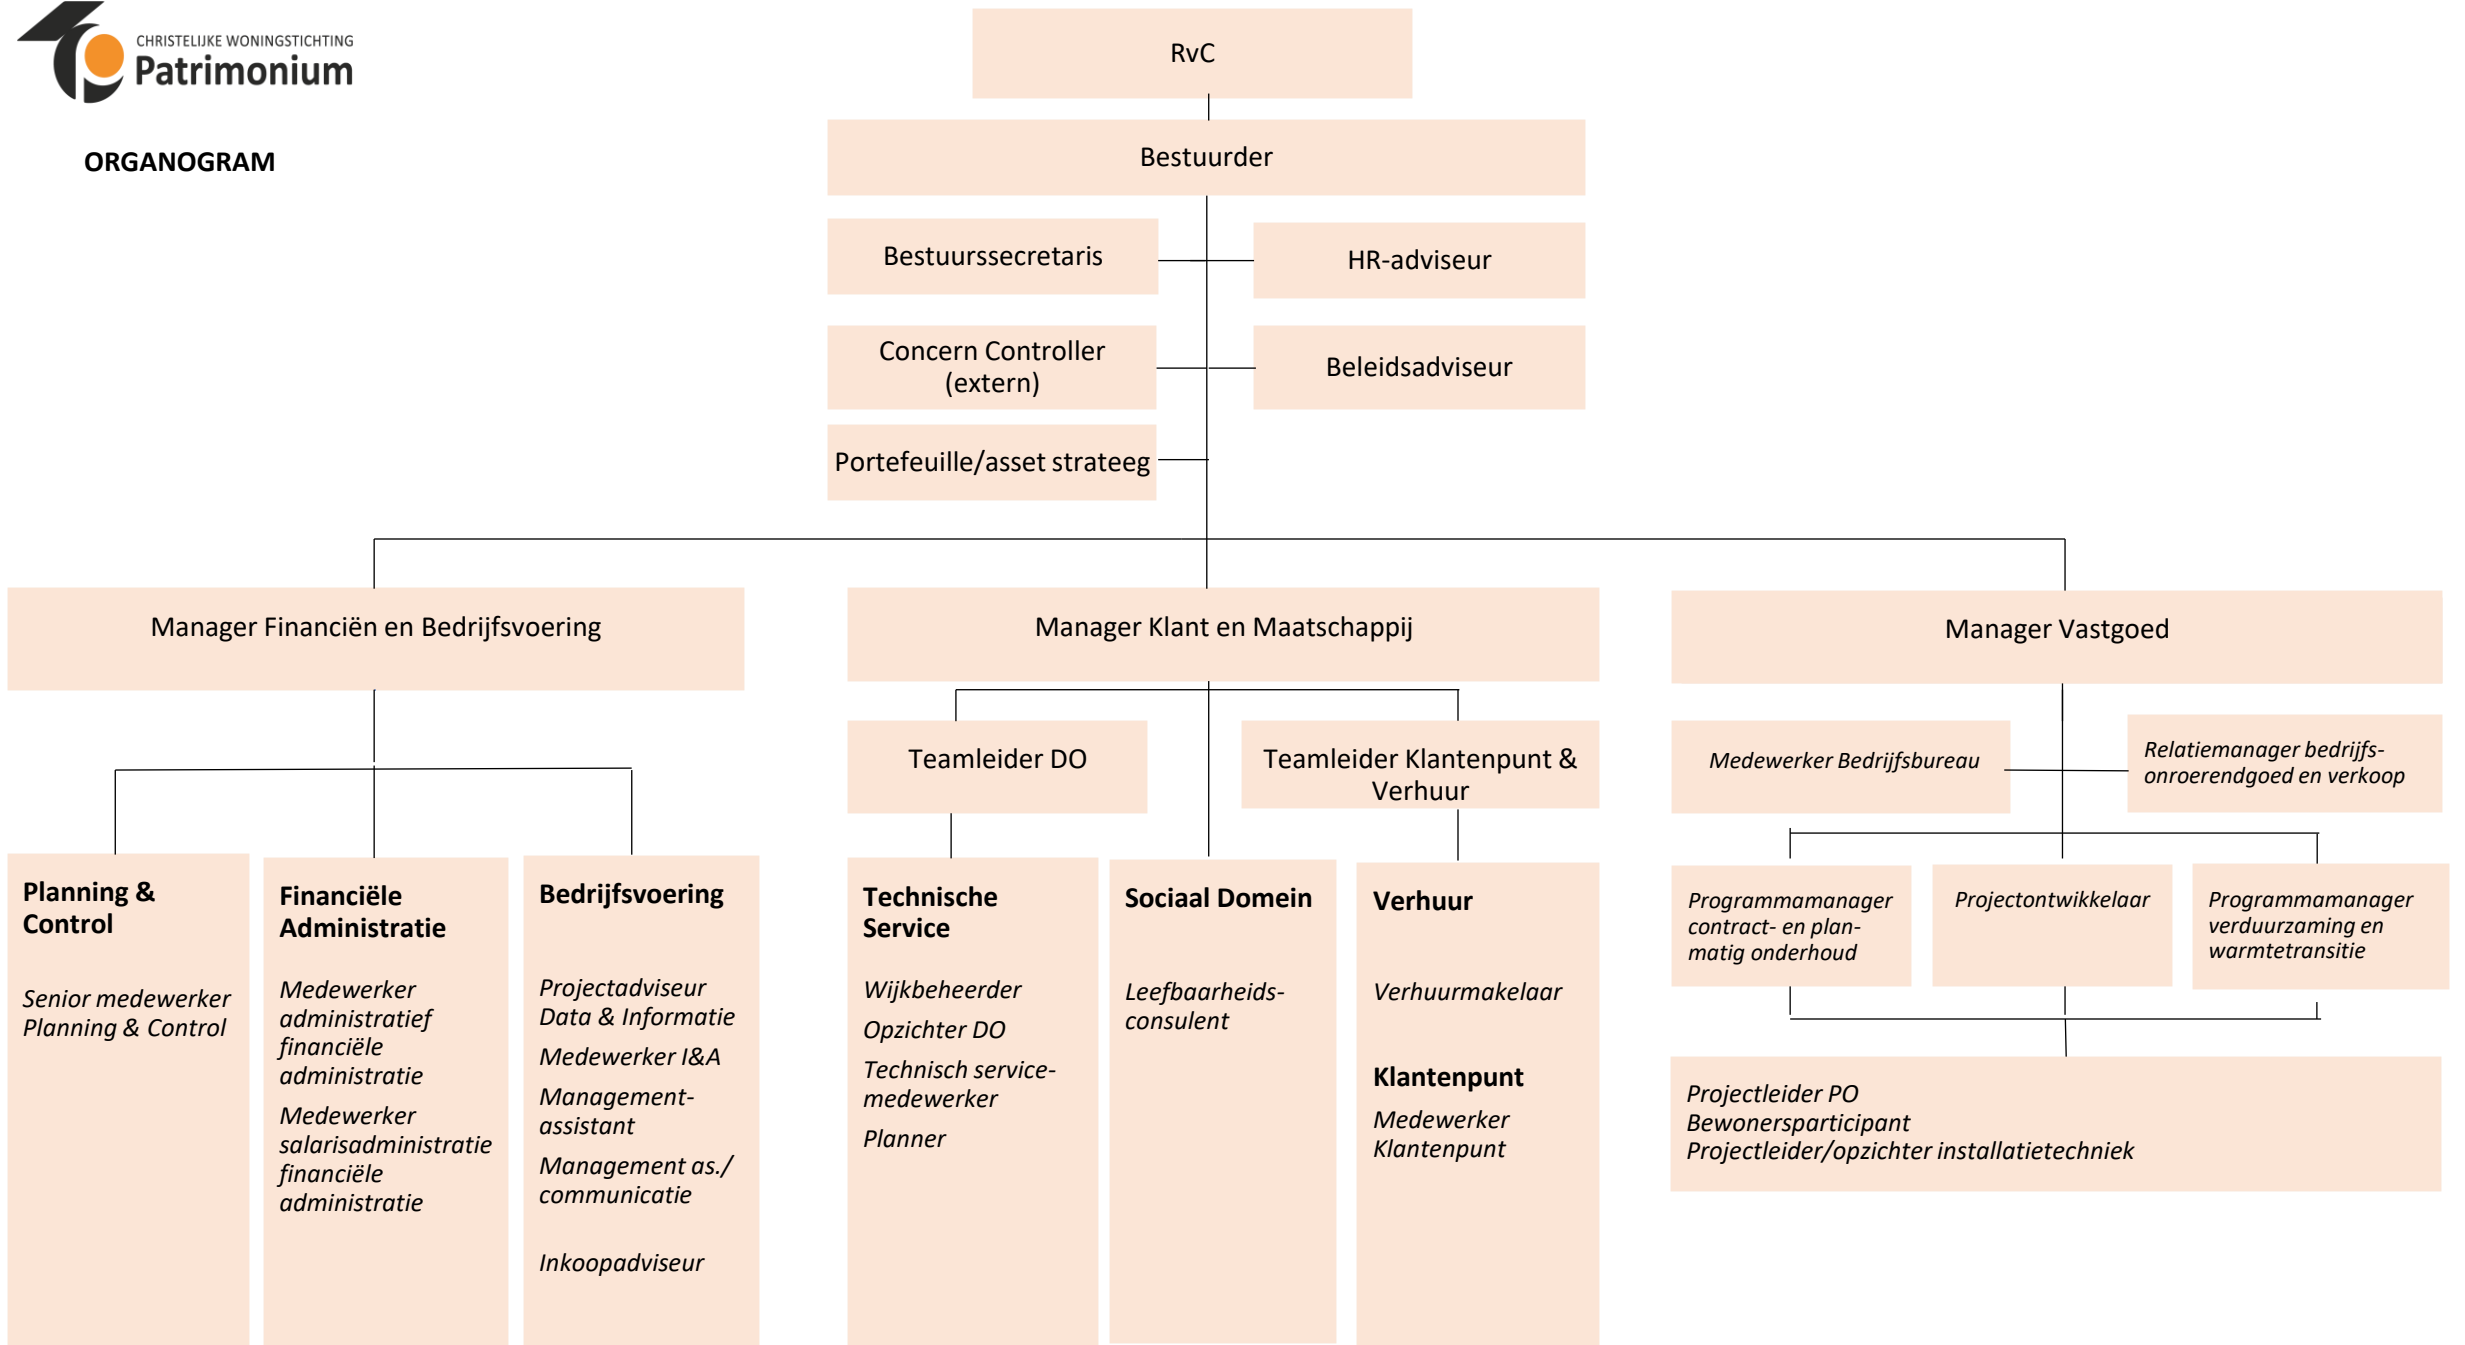 CHRISTELIJKE WONINGSTICHTING
Patrimonium
ORGANOGRAM
RvC
Bestuurder
Bestuurssecretaris
HR-adviseur
Concern Controller
(extern)
Beleidsadviseur
Portefeuille/asset strateeg
Manager Financiën en Bedrijfsvoering
Manager Klant en Maatschappij
Manager Vastgoed
Teamleider DO
Teamleider Klantenpunt &
Verhuur
Medewerker Bedrijfsbureau
Relatiemanager bedrijfs-
onroerendgoed en verkoop
Planning &
Control
Senior medewerker
Planning & Control
Financiële
Administratie
Medewerker
administratief
financiële
administratie
Medewerker
salarisadministratie
financiële
administratie
Bedrijfsvoering
Projectadviseur
Data & Informatie
Medewerker I&A
Management-
assistant
Management as./
communicatie
Inkoopadviseur
Technische
Service
Wijkbeheerder
Opzichter DO
Technisch service-
medewerker
Planner
Sociaal Domein
Leefbaarheids-
consulent
Verhuur
Verhuurmakelaar
Klantenpunt
Medewerker
Klantenpunt
Programmamanager
contract- en plan-
matig onderhoud
Projectontwikkelaar
Programmamanager
verduurzaming en
warmtetransitie
Projectleider PO
Bewonersparticipant
Projectleider/opzichter installatietechniek